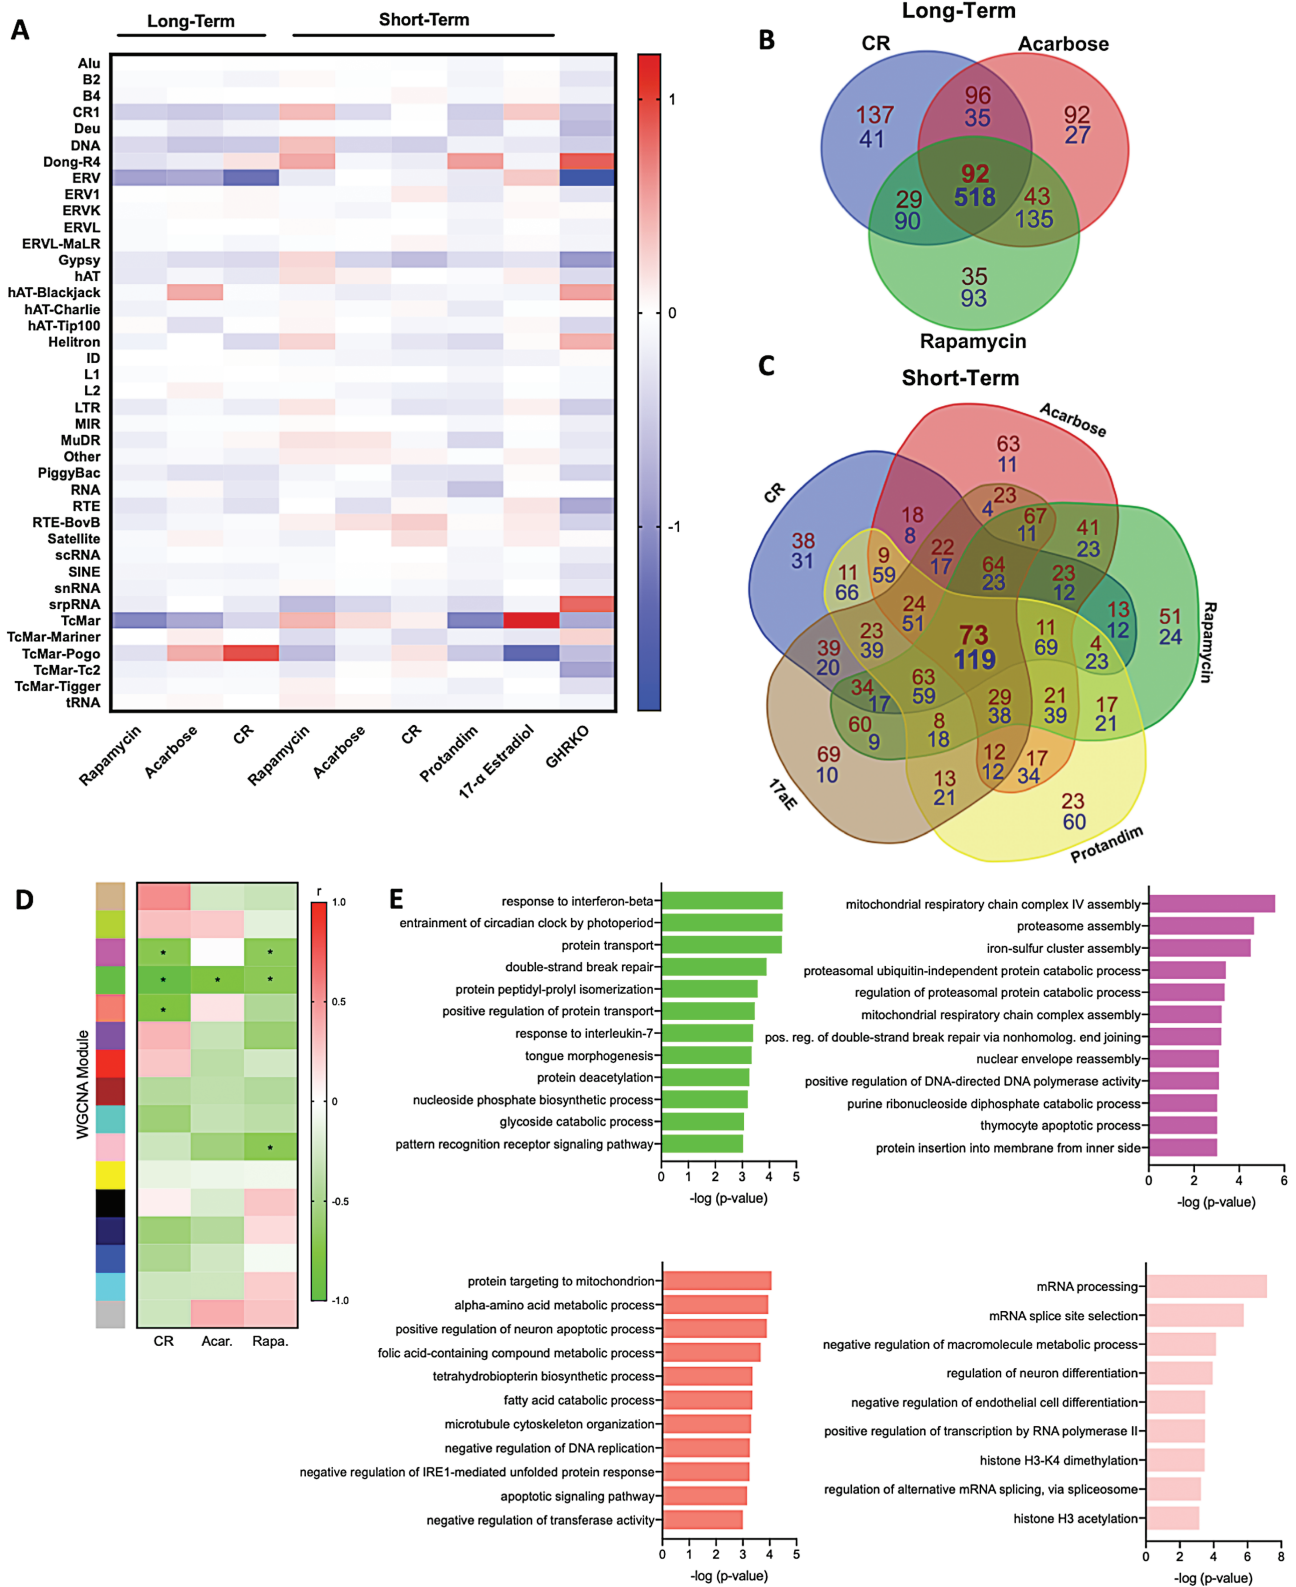 A
Long-Term
Short-Term
Alu
B2
B4
CR1
Deu
DNA
Dong-R4
ERV
ERV1
ERVK
ERVL
ERVL-MaLR
Gypsy
hAT
hAT-Blackjack
hAT-Charlie
hAT-Tip100
Helitron
ID
L1
L2
LTR
MIR
MuDR
Other
PiggyBac
RNA
RTE
RTE-BovB
Satellite
scRNA
SINE
snRNA
srpRNA
TcMar
TcMar-Mariner
TcMar-Pogo
TcMar-Tc2
TcMar-Tigger
tRNA
Rapamycin
Acarbose
CR
Rapamycin
Acarbose
CR
Protandim
17-α Estradiol
GHRKO
1
0
-1
B
Long-Term
CR
Acarbose
137
41
96
35
92
27
92
518
29
90
43
135
35
93
Rapamycin
C
Short-Term
Acarbose
CR
Rapamycin
17aE
Protandim
63
11
23
4
67
11
41
23
18
8
38
31
22
17
64
23
23
12
9
59
11
66
13
12
51
24
24
51
73
119
11
69
4
23
23
39
39
20
63
59
34
17
29
38
21
39
17
21
60
9
8
18
12
12
17
34
69
10
13
21
23
60
D
WGCNA Module
* *
* * *
*
*
CR
Acar.
Rapa.
r
1.0
0.5
0
-0.5
-1.0
E
response to interferon-beta
entrainment of circadian clock by photoperiod
protein transport
double-strand break repair
protein peptidyl-prolyl isomerization
positive regulation of protein transport
response to interleukin-7
tongue morphogenesis
protein deacetylation
nucleoside phosphate biosynthetic process
glycoside catabolic process
pattern recognition receptor signaling pathway
0 1 2 3 4 5
-log (p-value)
mitochondrial respiratory chain complex IV assembly
proteasome assembly
iron-sulfur cluster assembly
proteasomal ubiquitin-independent protein catabolic process
regulation of proteasomal protein catabolic process
mitochondrial respiratory chain complex assembly
pos. reg. of double-strand break repair via nonhomolog. end joining
nuclear envelope reassembly
positive regulation of DNA-directed DNA polymerase activity
purine ribonucleoside diphosphate catabolic process
thymocyte apoptotic process
protein insertion into membrane from inner side
0 2 4 6
-log (p-value)
protein targeting to mitochondrion
alpha-amino acid metabolic process
positive regulation of neuron apoptotic process
folic acid-containing compound metabolic process
tetrahydrobiopterin biosynthetic process
fatty acid catabolic process
microtubule cytoskeleton organization
negative regulation of DNA replication
negative regulation of IRE1-mediated unfolded protein response
apoptotic signaling pathway
negative regulation of transferase activity
0 1 2 3 4 5
-log (p-value)
mRNA processing
mRNA splice site selection
negative regulation of macromolecule metabolic process
regulation of neuron differentiation
negative regulation of endothelial cell differentiation
positive regulation of transcription by RNA polymerase II
histone H3-K4 dimethylation
regulation of alternative mRNA splicing, via spliceosome
histone H3 acetylation
0 2 4 6 8
-log (p-value)